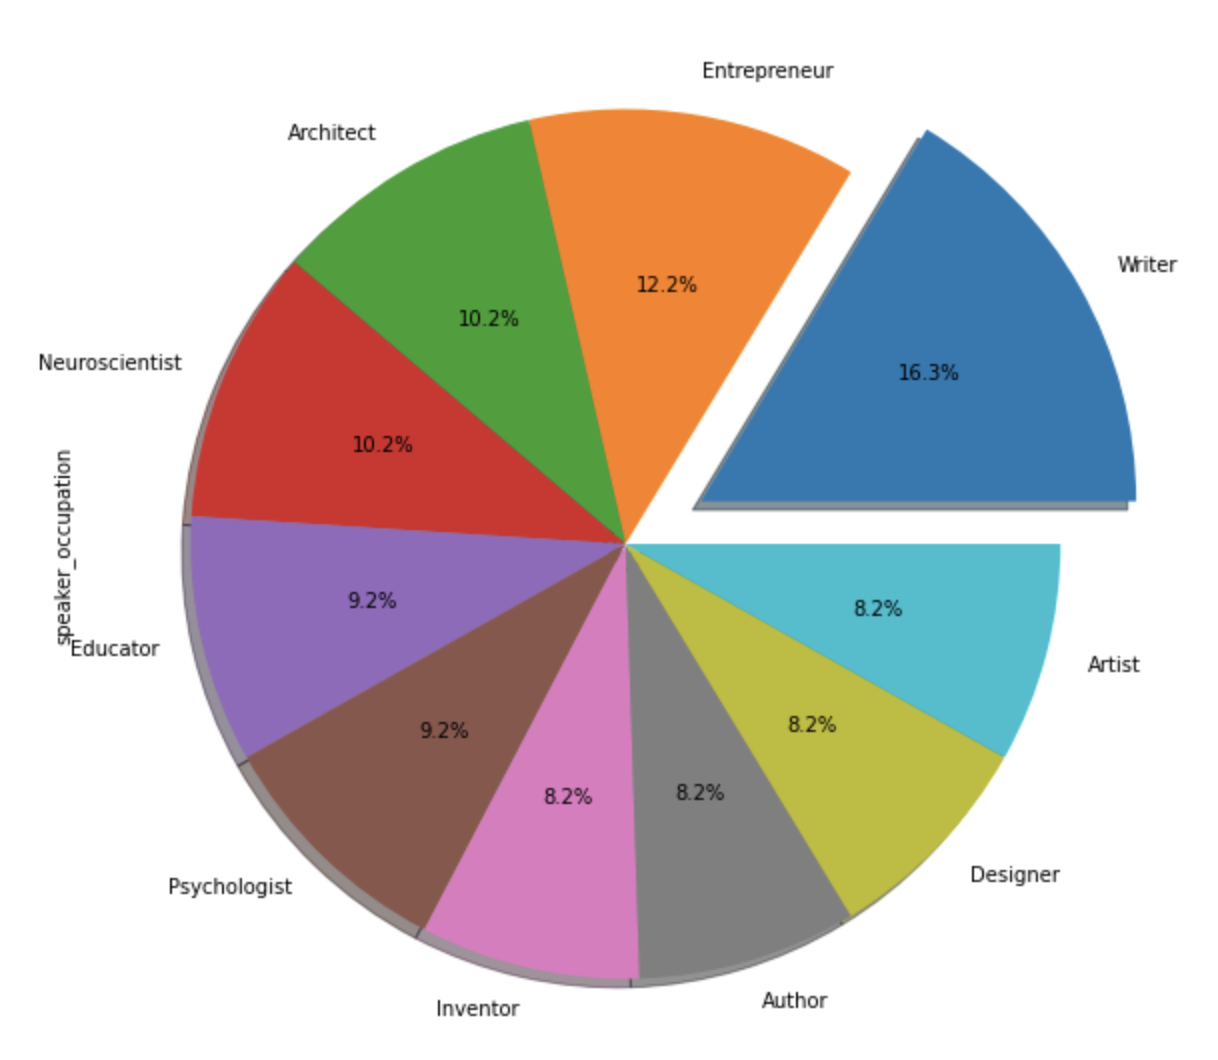 Entrepreneur
Architect
Writer
12.2%
10.2%
Neuroscientist
16.3%
10.2%
speaker_occupation
9.2%
8.2%
Educator
Artist
9.2%
8.2%
8.2%
8.2%
Designer
Psychologist
Author
Inventor